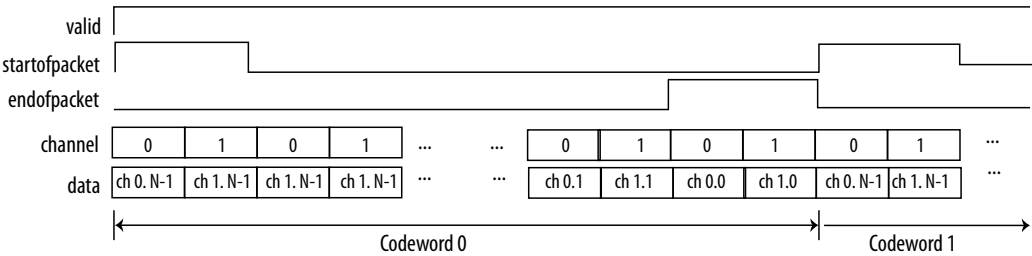 valid
startofpacket
endofpacket
channel 0 1 0 1 ... ... 0 1 0 1 0 1 ...
data ch 0. N-1 ch 1. N-1 ch 1. N-1 ch 1. N-1 ... ... ch 0.1 ch 1.1 ch 0.0 ch 1.0 ch 0. N-1 ch 1. N-1 ...
Codeword 0 Codeword 1